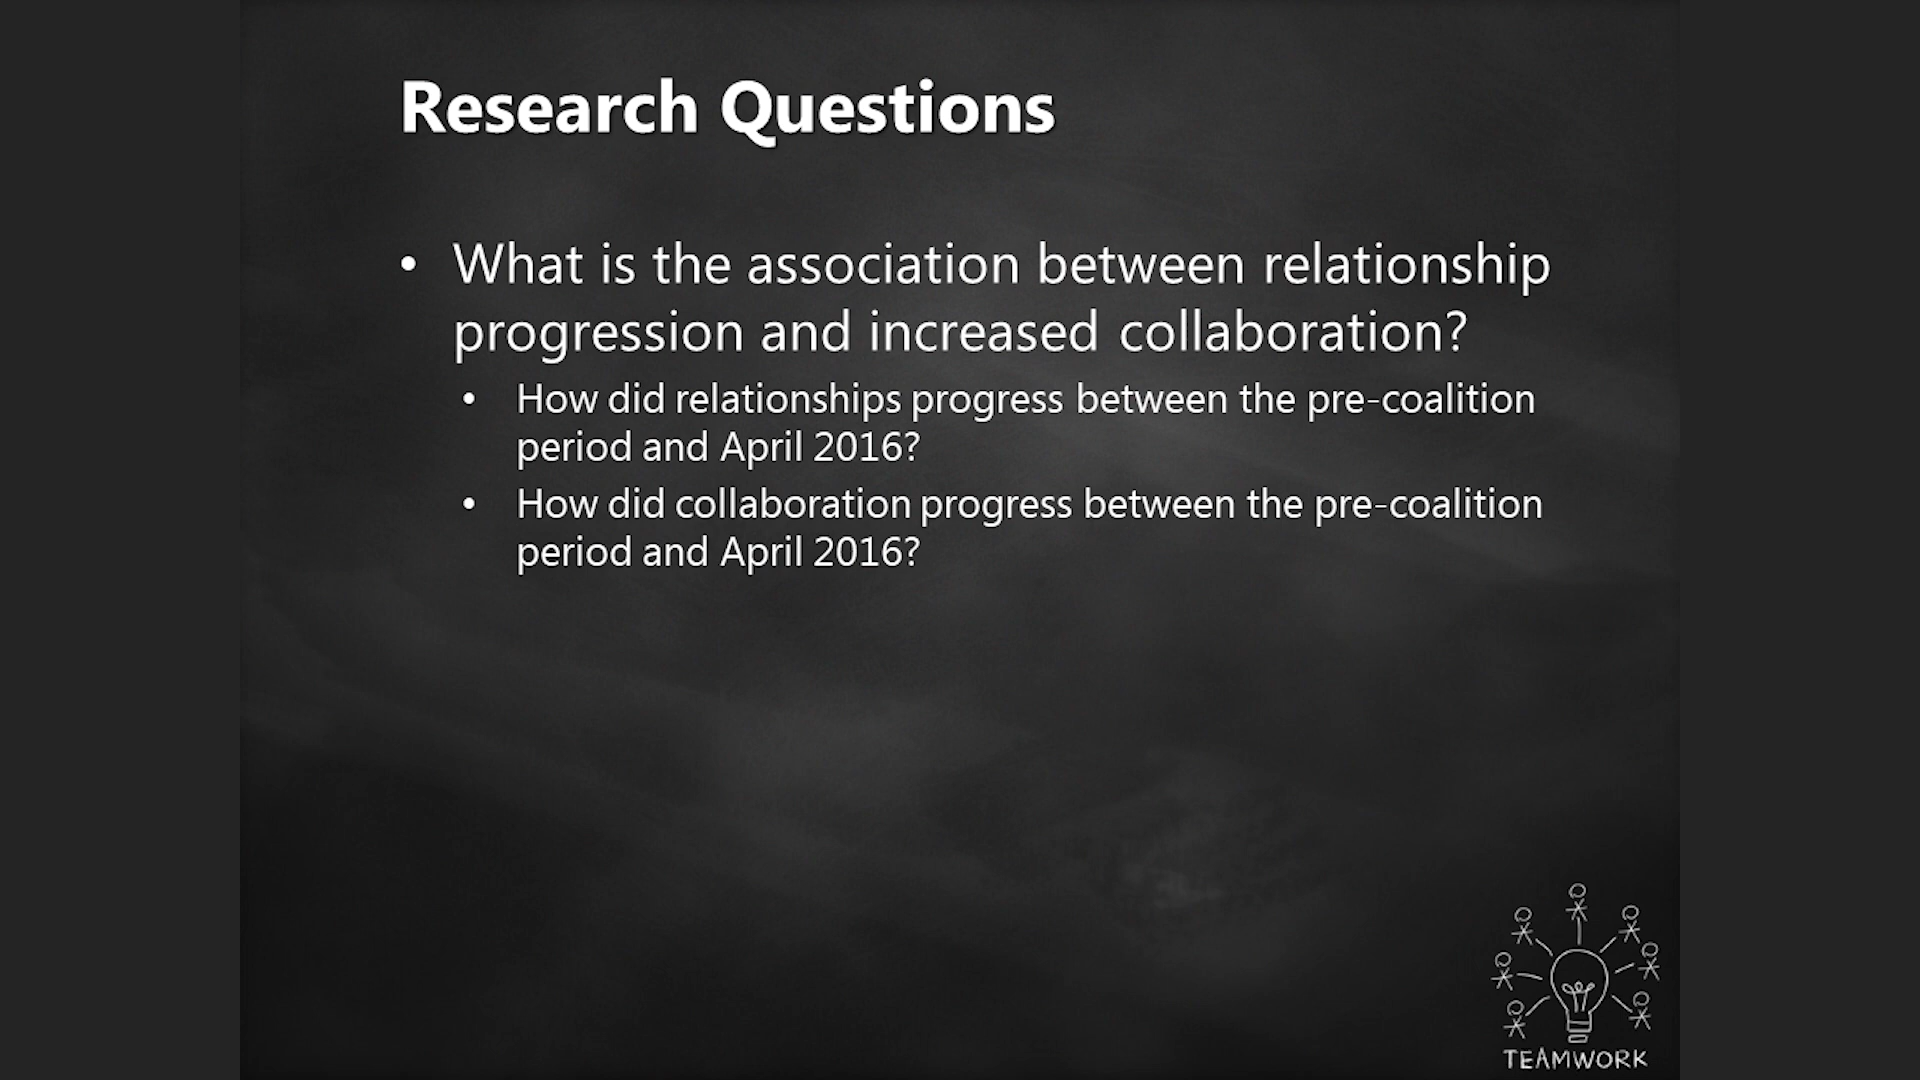 Research Questions
• What is the association between relationship
progression and increased collaboration?
• How did relationships progress between the pre-coalition
period and April 2016?
• How did collaboration progress between the pre-coalition
period and April 2016?
TEAMWORK